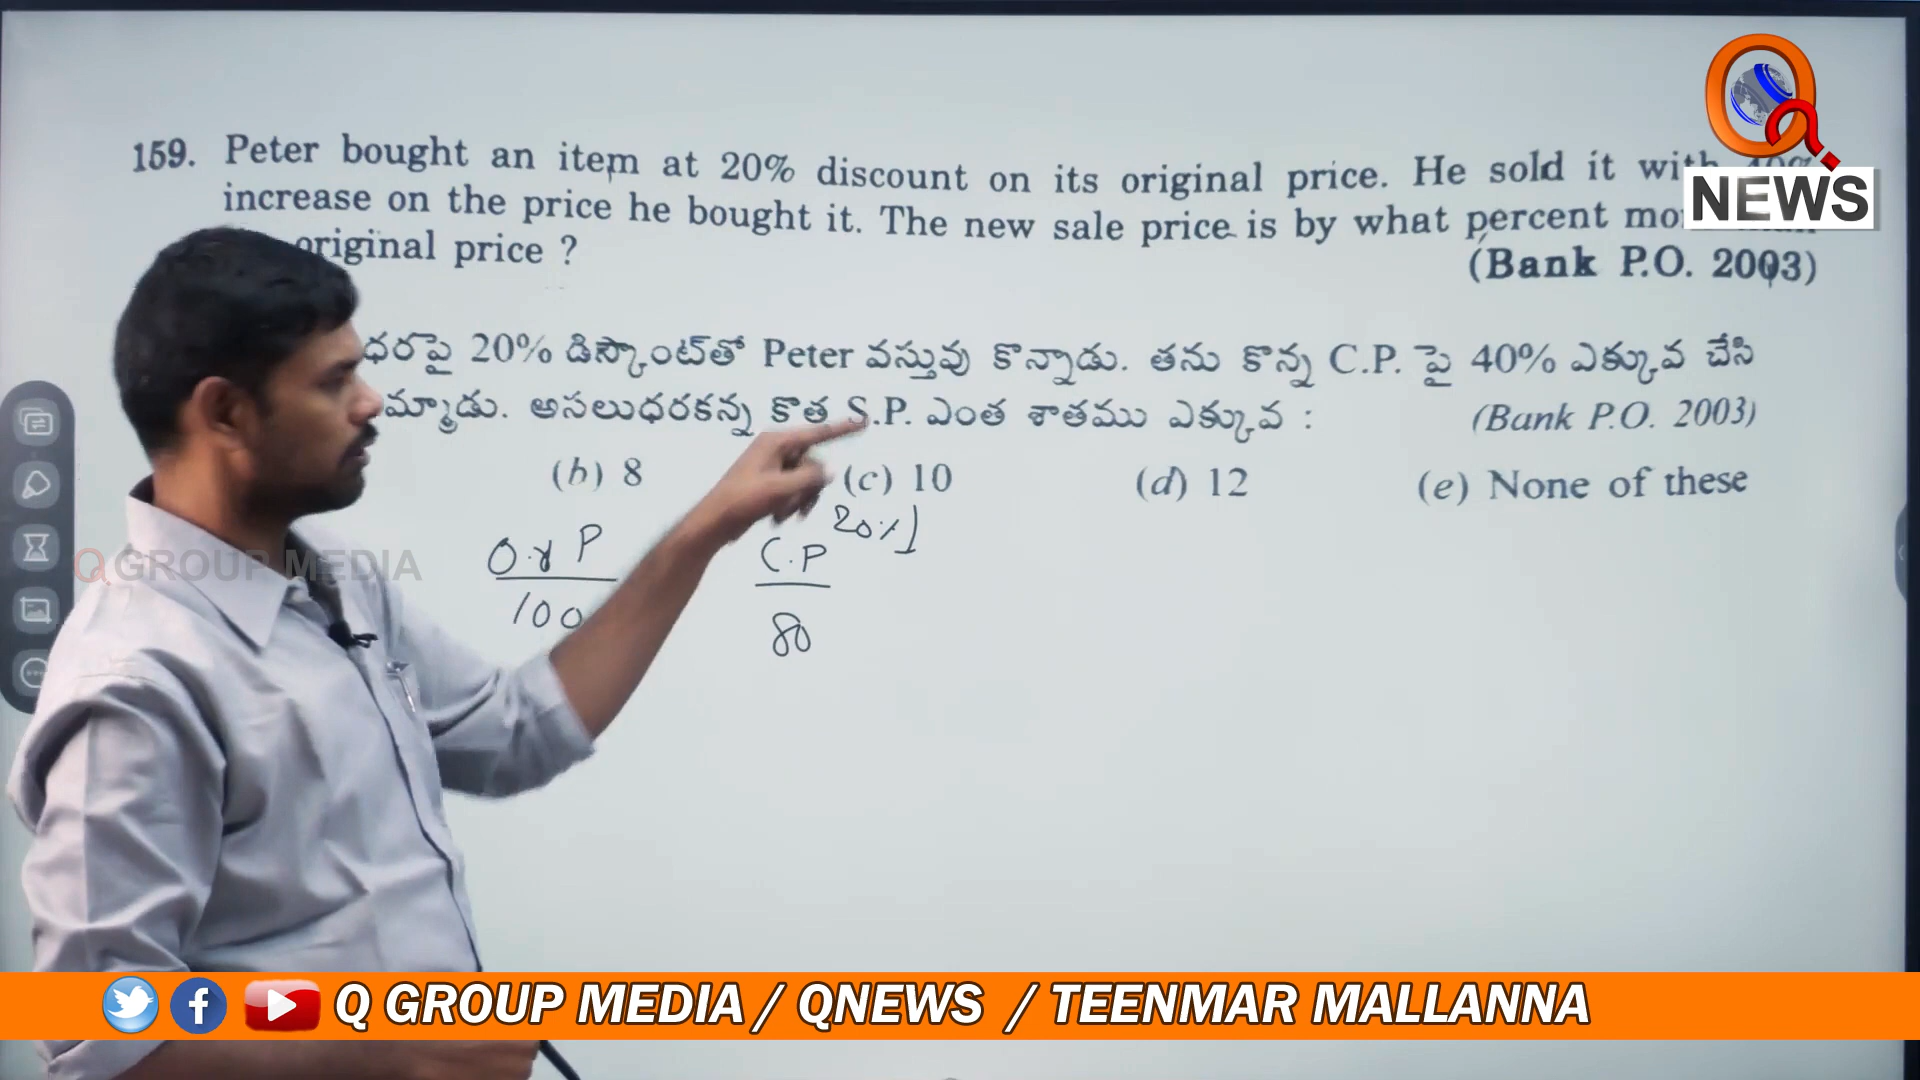 159. Peter bought an item at 20% discount on its original price. He sold it with 40%
increase on the price he bought it. The new sale price is by what percent more than
original price ?
(Bank P.O. 2003)
ధరపై 20% డిస్కౌంట్‌తో Peter వస్తువు కొన్నాడు. తను కొన్న C.P. పై 40% ఎక్కువ చేసి
మ్మాడు. అసలుధరకన్న కొత్త S.P. ఎంత శాతము ఎక్కువ :
(Bank P.O. 2003)
(b) 8 (c) 10 (d) 12 (e) None of these
O.r P C.P 20%↓
100 80
Q NEWS
Q GROUP MEDIA
Q GROUP MEDIA / QNEWS / TEENMAR MALLANNA